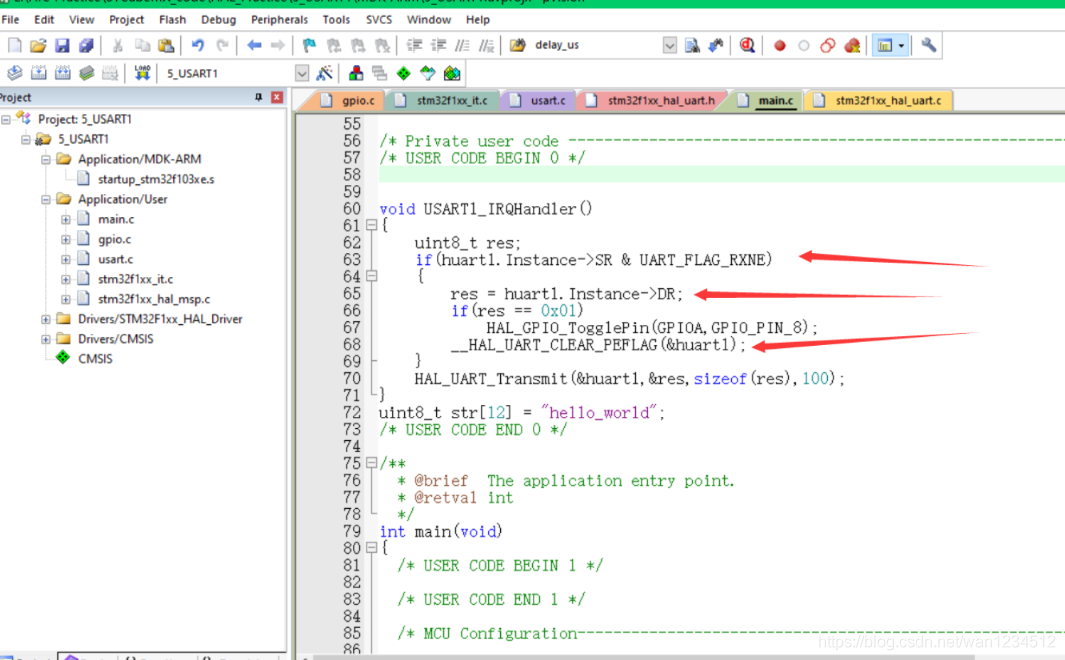 File Edit View Project Flash Debug Peripherals Tools SVCS Window Help
delay_us
LOAD 5_USART1
Project
gpio.c stm32f1xx_it.c usart.c stm32f1xx_hal_uart.h main.c stm32f1xx_hal_uart.c
Project: 5_USART1
5_USART1
Application/MDK-ARM
startup_stm32f103xe.s
Application/User
main.c
gpio.c
usart.c
stm32f1xx_it.c
stm32f1xx_hal_msp.c
Drivers/STM32F1xx_HAL_Driver
Drivers/CMSIS
CMSIS
55
56 /* Private user code ---------------------------------------------------------
57 /* USER CODE BEGIN 0 */
58
59
60 void USART1_IRQHandler()
61 {
62 uint8_t res;
63 if(huart1.Instance->SR & UART_FLAG_RXNE)
64 {
65 res = huart1.Instance->DR;
66 if(res == 0x01)
67 HAL_GPIO_TogglePin(GPIOA,GPIO_PIN_8);
68 __HAL_UART_CLEAR_PEFLAG(&huart1);
69 }
70 HAL_UART_Transmit(&huart1,&res,sizeof(res),100);
71 }
72 uint8_t str[12] = "hello_world";
73 /* USER CODE END 0 */
74
75 /**
76 * @brief The application entry point.
77 * @retval int
78 */
79 int main(void)
80 {
81 /* USER CODE BEGIN 1 */
82
83 /* USER CODE END 1 */
84
85 /* MCU Configuration--------------------------------------------------------
86
https://blog.csdn.net/wan1234512